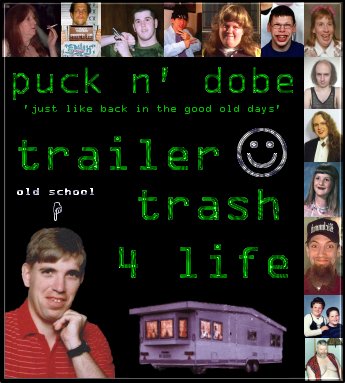 puck n' dobe
'just like back in the good old days'
trailer
old school
trash
4 life